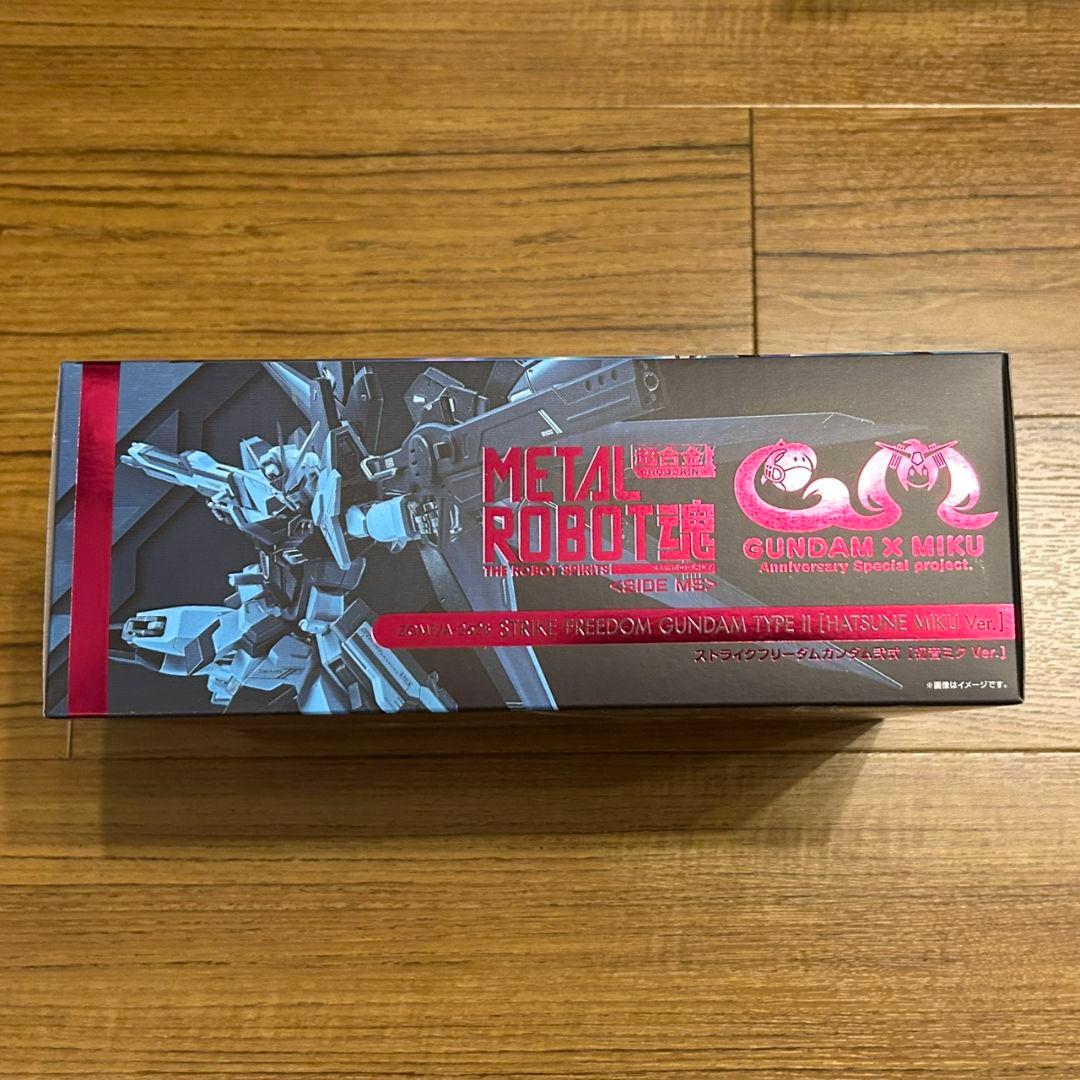 METAL
超合金
CHOGOKIN
ROBOT魂
THE ROBOT SPIRITS
<SIDE MS>
iD
GUNDAM X MIKU
Anniversary Special project.
STRIKE FREEDOM GUNDAM TYPE II [HATSUNE MIKU Ver.]
ストライクフリーダムガンダム弐式 [初音ミク Ver.]
※画像はイメージです。